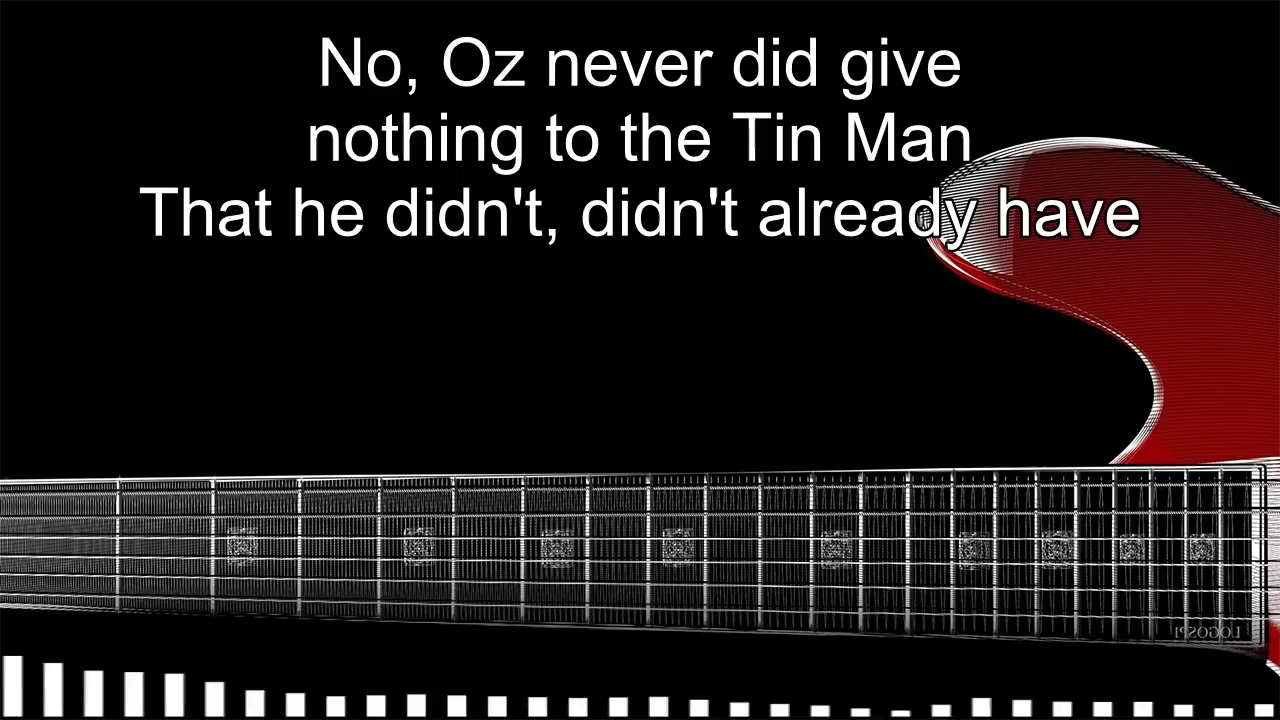 No, Oz never did give
nothing to the Tin Man
That he didn't, didn't already have